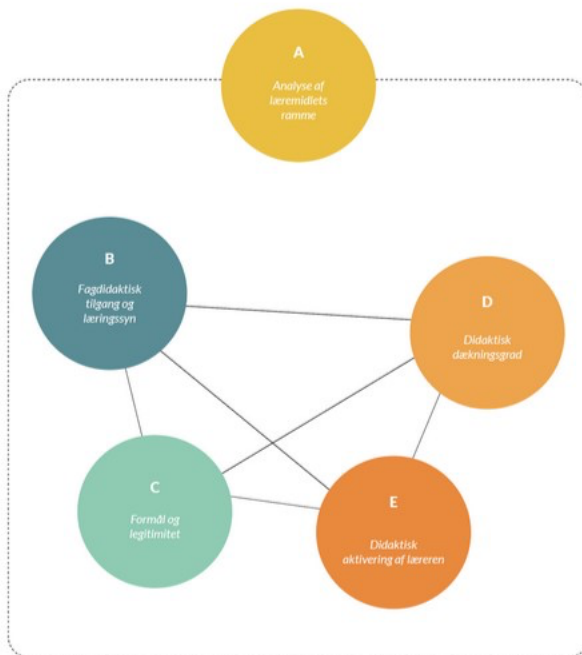 A
Analyse af
læremidlets
ramme
B
Fagdidaktisk
tilgang og
læringssyn
D
Didaktisk
dækningsgrad
C
Formål og
legitimitet
E
Didaktisk
aktivering af læreren